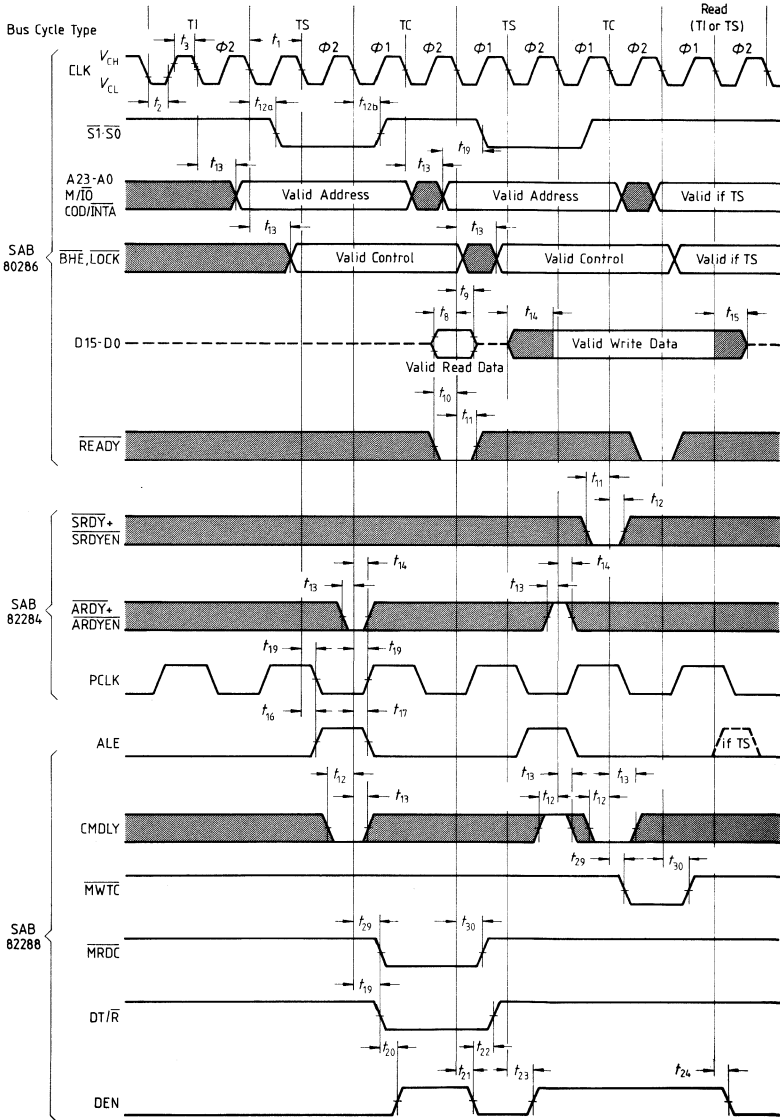 Bus Cycle Type TI TS TC TS TC Read
(TI or TS)
Φ2 Φ1 Φ2 Φ1 Φ2 Φ1 Φ2 Φ1 Φ2 Φ1 Φ2
t3 t1
CLK VCH
VCL
t2 t12a t12b
S1·S0
t13 t13 t19
A23-A0
M/IO
COD/INTA
Valid Address Valid Address Valid if TS
t13 t13
SAB
80286
BHE,LOCK Valid Control Valid Control Valid if TS
t9
t8 t14 t15
D15-D0 Valid Write Data
Valid Read Data
t10
t11
READY
t11
t12
SRDY+
SRDYEN
t14 t14
t13 t13
SAB
82284
ARDY+
ARDYEN
t19 t19
PCLK
t16 t17
ALE if TS
t13 t13
t12 t12 t12
t13
CMDLY
t29 t30
MWTC
SAB
82288
t29 t30
MRDC
t19
DT/R
t20 t22
t21 t23 t24
DEN